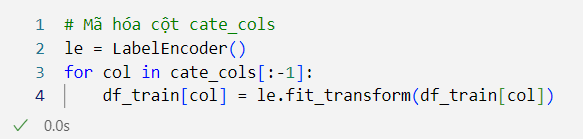 1 # Mã hóa cột cate_cols
2 le = LabelEncoder()
3 for col in cate_cols[:-1]:
4     df_train[col] = le.fit_transform(df_train[col])
✓ 0.0s